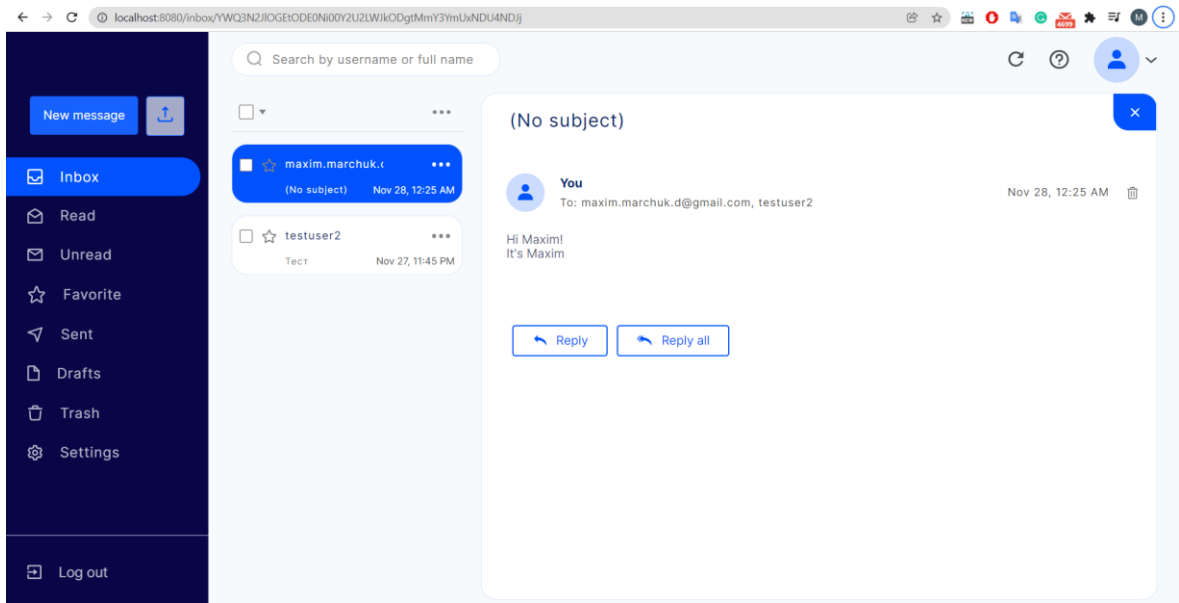 localhost:8080/inbox/YWQ3N2JlOGEtODE0Ni00Y2U2LWJkODgtMmY3YmUxNDU4NDJj
4699
M
Search by username or full name
New message
Inbox
Read
Unread
Favorite
Sent
Drafts
Trash
Settings
Log out
maxim.marchuk.
(No subject) Nov 28, 12:25 AM
testuser2
Тест Nov 27, 11:45 PM
(No subject)
You
To: maxim.marchuk.d@gmail.com, testuser2
Nov 28, 12:25 AM
Hi Maxim!
It's Maxim
Reply
Reply all